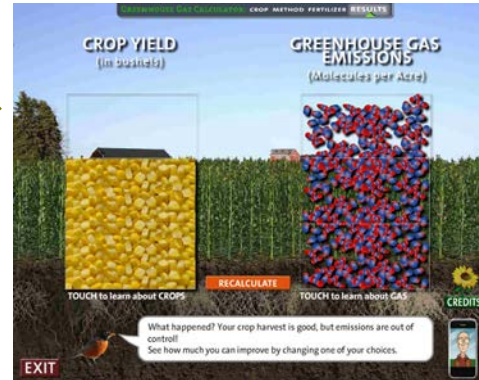 GREENHOUSE GAS CALCULATOR: CROP METHOD FERTILIZER RESULTS
CROP YIELD
(in bushels)
GREENHOUSE GAS
EMISSIONS
(Molecules per Acre)
RECALCULATE
TOUCH to learn about CROPS
TOUCH to learn about GAS
CREDITS
What happened? Your crop harvest is good, but emissions are out of
control!
See how much you can improve by changing one of your choices.
EXIT